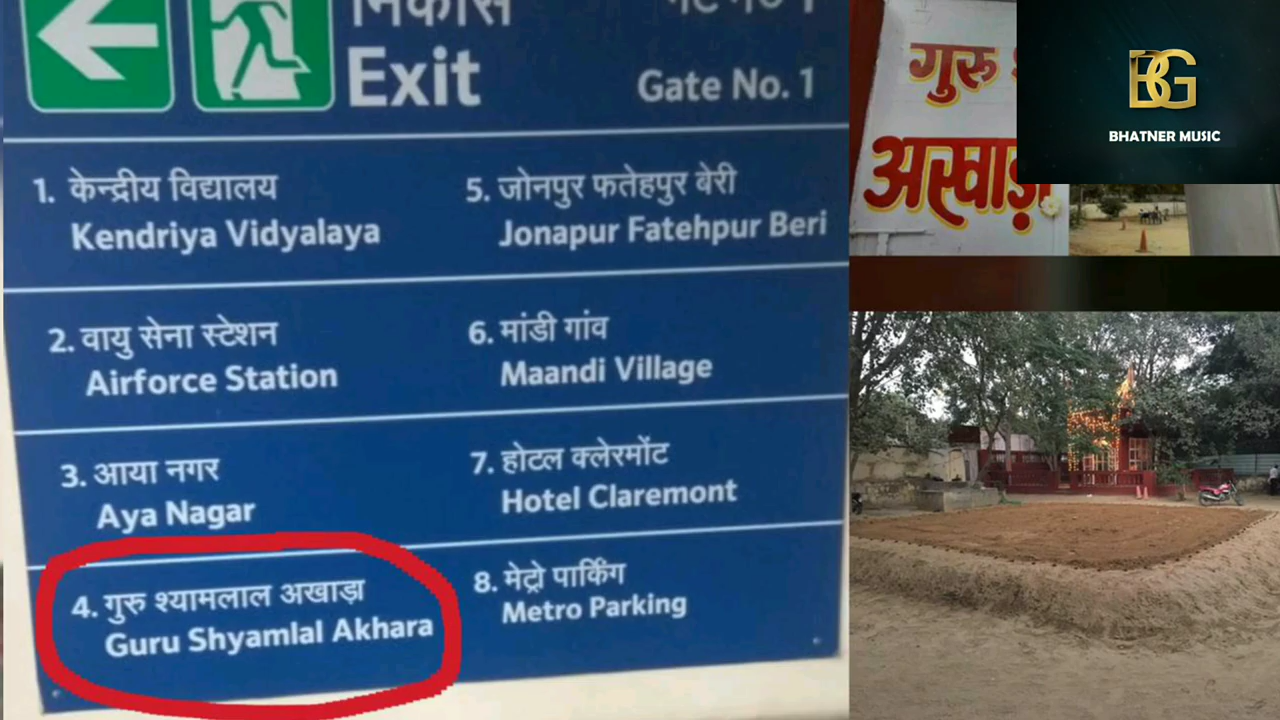 निकास
Exit
Gate No. 1
1. केन्द्रीय विद्यालय
Kendriya Vidyalaya
2. वायु सेना स्टेशन
Airforce Station
3. आया नगर
Aya Nagar
4. गुरु श्यामलाल अखाड़ा
Guru Shyamlal Akhara
5. जोनपुर फतेहपुर बेरी
Jonapur Fatehpur Beri
6. मांडी गांव
Maandi Village
7. होटल क्लेरमोंट
Hotel Claremont
8. मेट्रो पार्किंग
Metro Parking
गुरु
अखाड़ा
BG
BHATNER MUSIC